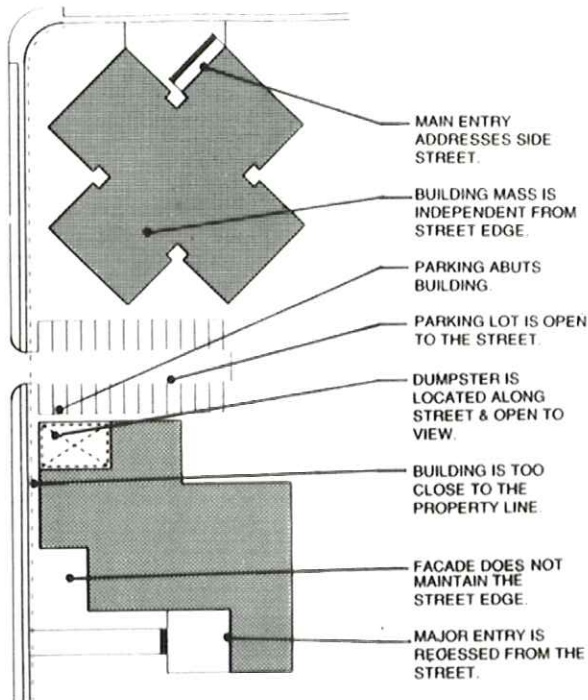 MAIN ENTRY
ADDRESSES SIDE
STREET.
BUILDING MASS IS
INDEPENDENT FROM
STREET EDGE.
PARKING ABUTS
BUILDING.
PARKING LOT IS OPEN
TO THE STREET.
DUMPSTER IS
LOCATED ALONG
STREET & OPEN TO
VIEW.
BUILDING IS TOO
CLOSE TO THE
PROPERTY LINE.
FACADE DOES NOT
MAINTAIN THE
STREET EDGE.
MAJOR ENTRY IS
RECESSED FROM THE
STREET.